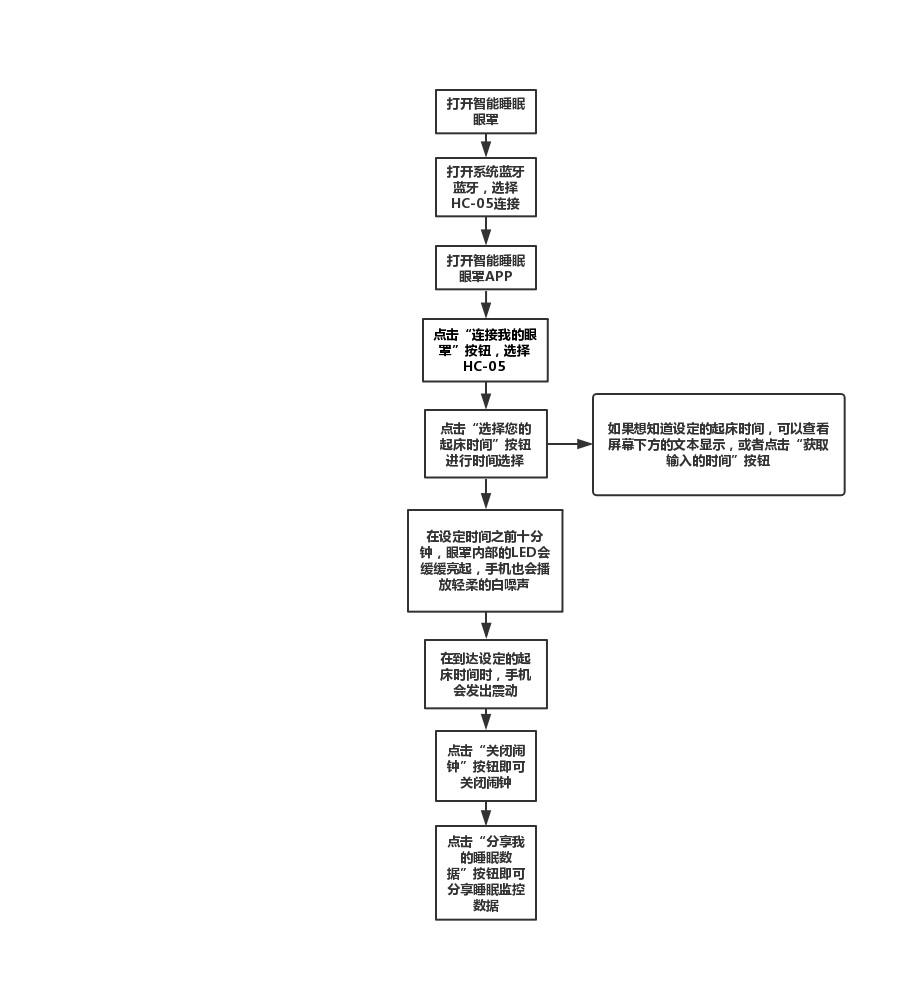 打开智能睡眠
眼罩
打开系统蓝牙
蓝牙，选择
HC-05连接
打开智能睡眠
眼罩APP
点击“连接我的眼
罩”按钮，选择
HC-05
点击“选择您的
起床时间”按钮
进行时间选择
如果想知道设定的起床时间，可以查看
屏幕下方的文本显示，或者点击“获取
输入的时间”按钮
在设定时间之前十分
钟，眼罩内部的LED会
缓缓亮起，手机也会播
放轻柔的白噪声
在到达设定的起
床时间时，手机
会发出震动
点击“关闭闹
钟”按钮即可
关闭闹钟
点击“分享我
的睡眠数
据”按钮即可
分享睡眠监控
数据